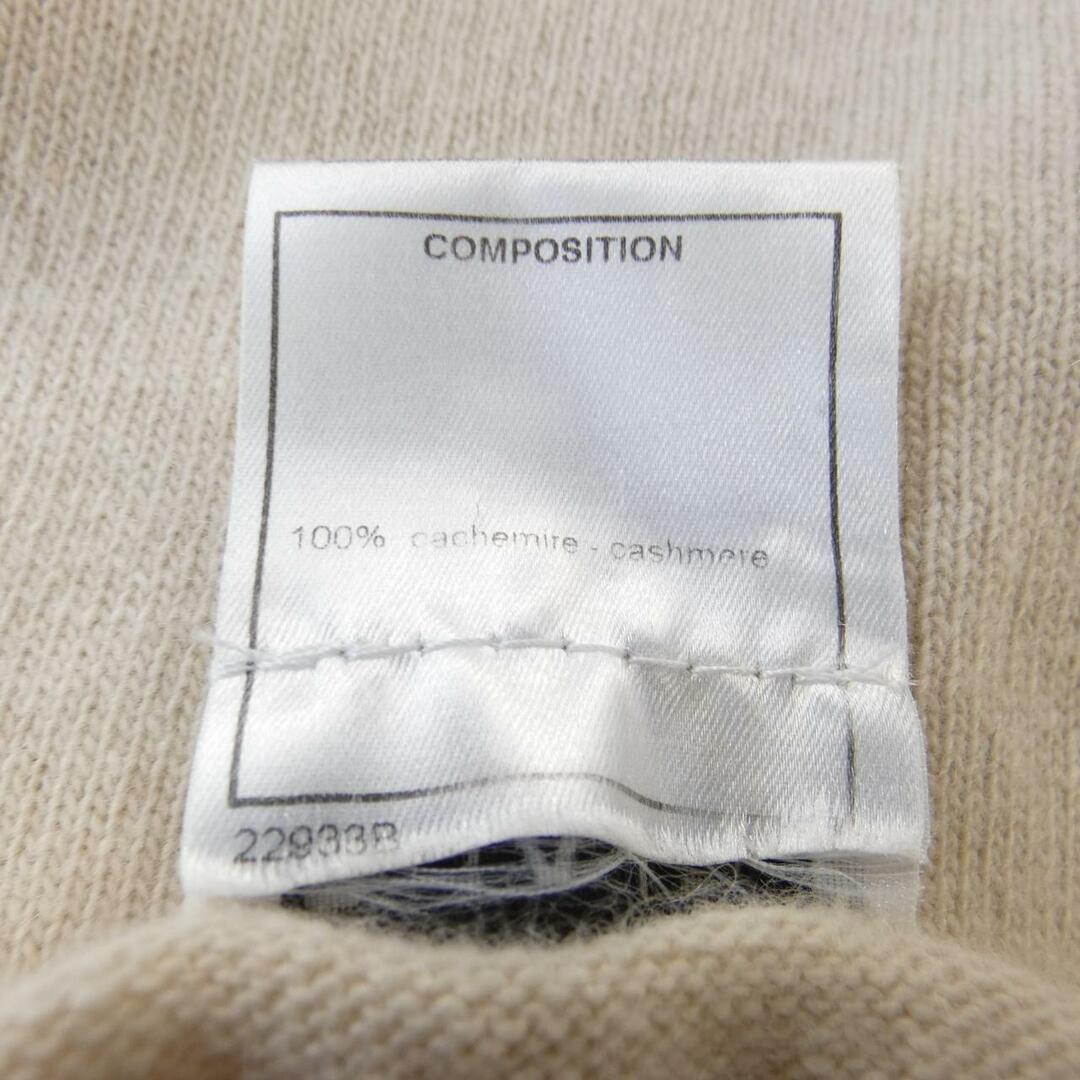 COMPOSITION
100% cachemire - cashmere
22933B